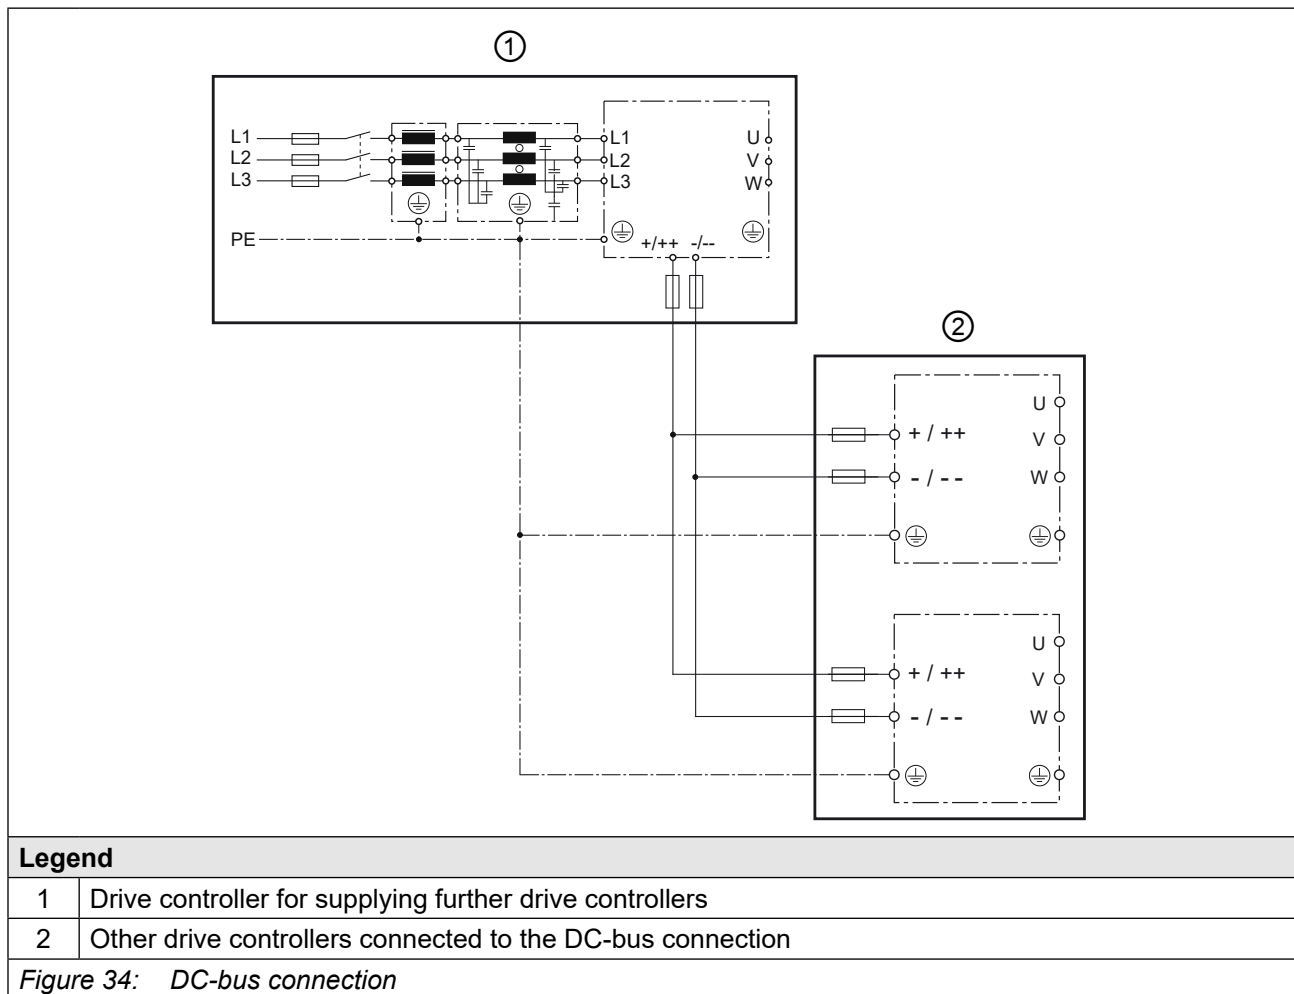 1
L1
L2
L3
PE
L1
L2
L3
U
V
W
+/++ -/--
2
U
+ / ++
V
- / - -
W
U
+ / ++
V
- / - -
W
Legend
1 Drive controller for supplying further drive controllers
2 Other drive controllers connected to the DC-bus connection
Figure 34: DC-bus connection